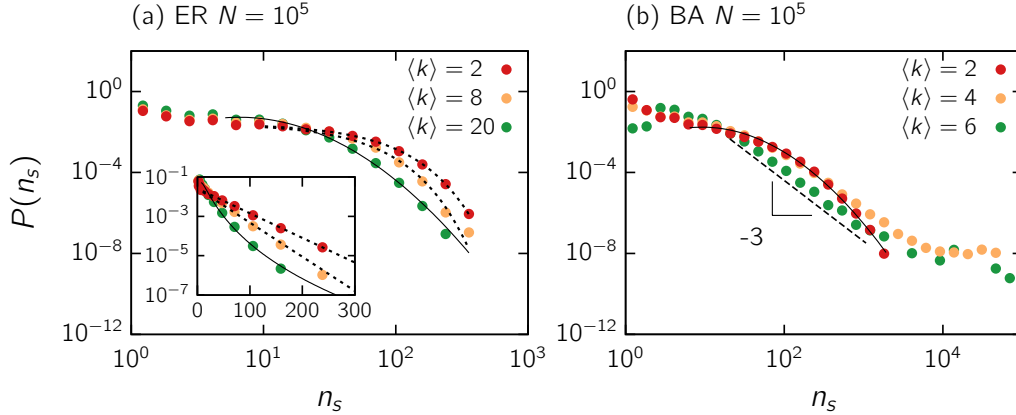 (a) ER N = 10^5
(b) BA N = 10^5
P(n_s)
10^0
10^-4
10^-8
10^-12
⟨k⟩ = 2
⟨k⟩ = 8
⟨k⟩ = 20
10^-1
10^-3
10^-5
10^-7
0 100 200 300
10^0 10^1 10^2 10^3
n_s
10^0
10^-4
10^-8
10^-12
⟨k⟩ = 2
⟨k⟩ = 4
⟨k⟩ = 6
-3
10^0 10^2 10^4
n_s